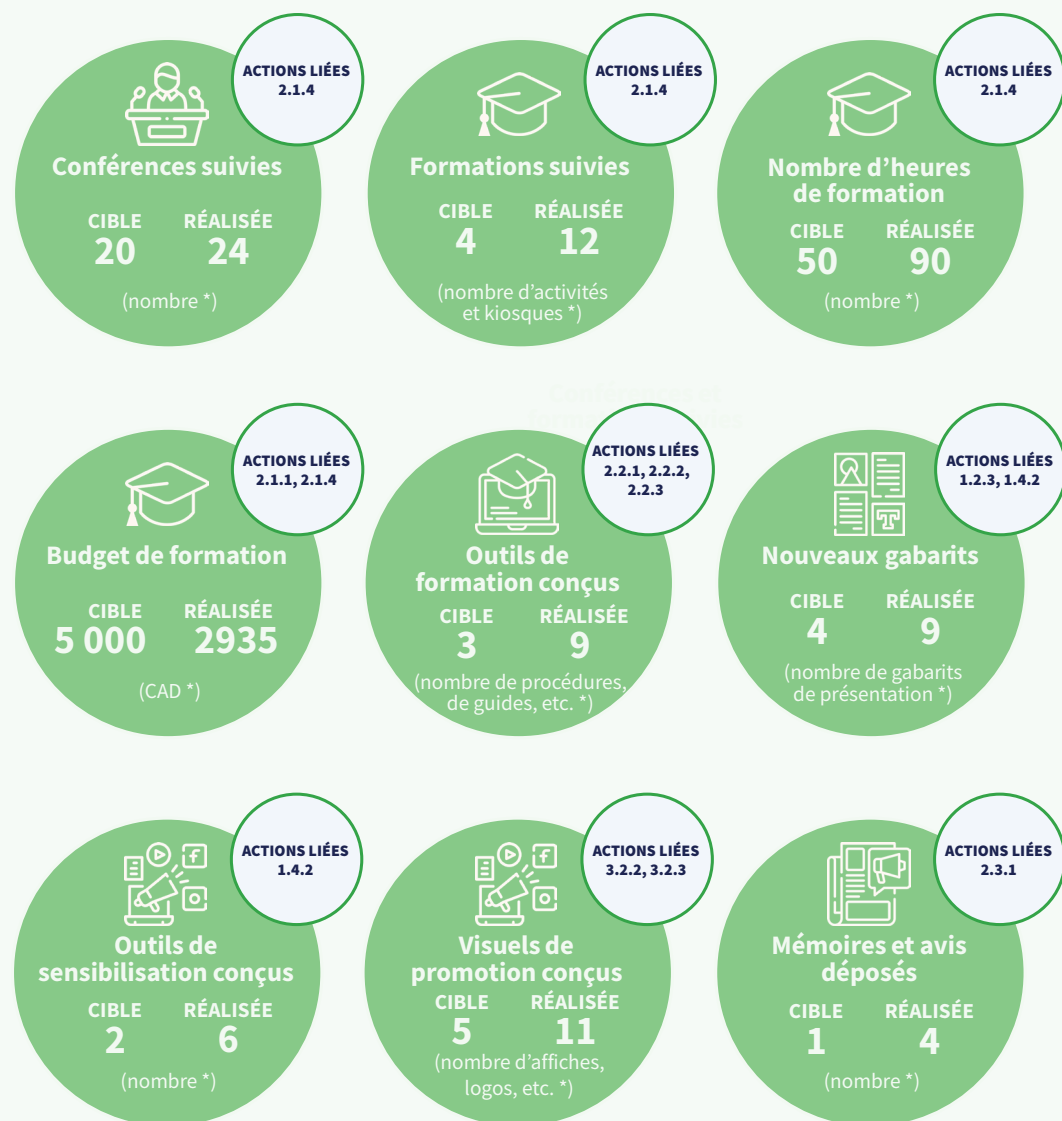 ACTIONS LIÉES
2.1.4
Conférences suivies
CIBLE RÉALISÉE
20 24
(nombre *)
ACTIONS LIÉES
2.1.4
Formations suivies
CIBLE RÉALISÉE
4 12
(nombre d’activités
et kiosques *)
ACTIONS LIÉES
2.1.4
Nombre d’heures
de formation
CIBLE RÉALISÉE
50 90
(nombre *)
ACTIONS LIÉES
2.1.1, 2.1.4
Budget de formation
CIBLE RÉALISÉE
5 000 2935
(CAD *)
ACTIONS LIÉES
2.2.1, 2.2.2,
2.2.3
Outils de
formation conçus
CIBLE RÉALISÉE
3 9
(nombre de procédures,
de guides, etc. *)
ACTIONS LIÉES
1.2.3, 1.4.2
Nouveaux gabarits
CIBLE RÉALISÉE
4 9
(nombre de gabarits
de présentation *)
ACTIONS LIÉES
1.4.2
Outils de
sensibilisation conçus
CIBLE RÉALISÉE
2 6
(nombre *)
ACTIONS LIÉES
3.2.2, 3.2.3
Visuels de
promotion conçus
CIBLE RÉALISÉE
5 11
(nombre d’affiches,
logos, etc. *)
ACTIONS LIÉES
2.3.1
Mémoires et avis
déposés
CIBLE RÉALISÉE
1 4
(nombre *)